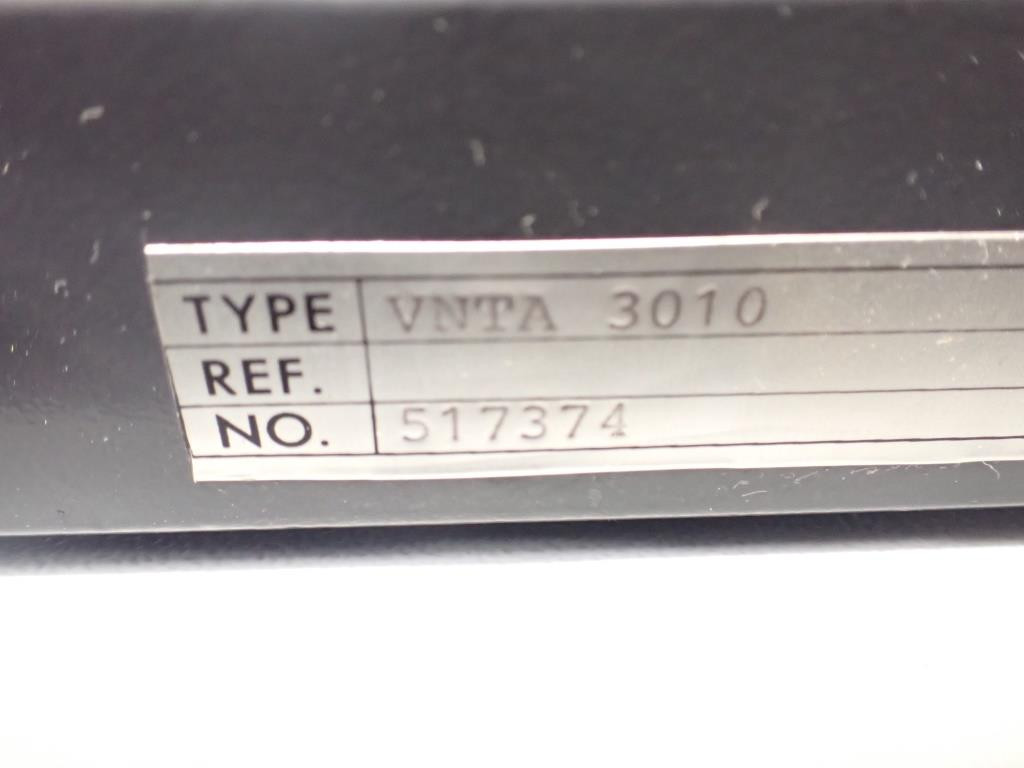 TYPE VNTA 3010
REF.
NO. 517374